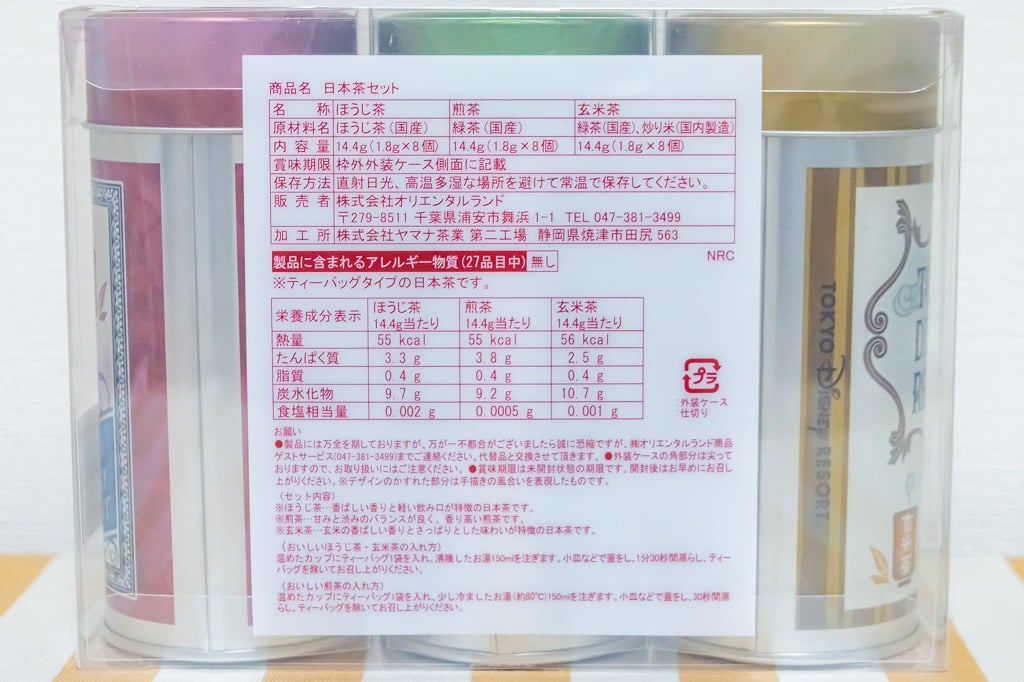 商品名 日本茶セット
名 称 ほうじ茶 煎茶 玄米茶
原材料名 ほうじ茶(国産) 緑茶(国産) 緑茶(国産)、炒り米(国内製造)
内容量 14.4g(1.8g×8個) 14.4g(1.8g×8個) 14.4g(1.8g×8個)
賞味期限 枠外外装ケース側面に記載
保存方法 直射日光、高温多湿な場所を避けて常温で保存してください。
販売者 株式会社オリエンタルランド
〒279-8511 千葉県浦安市舞浜 1-1 TEL 047-381-3499
加工所 株式会社ヤマナ茶業 第二工場 静岡県焼津市田尻 563
製品に含まれるアレルギー物質(27品目中) 無し
NRC
※ティーバッグタイプの日本茶です。
栄養成分表示 ほうじ茶 14.4g当たり 煎茶 14.4g当たり 玄米茶 14.4g当たり
熱量 55 kcal 55 kcal 56 kcal
たんぱく質 3.3 g 3.8 g 2.5 g
脂質 0.4 g 0.4 g 0.4 g
炭水化物 9.7 g 9.2 g 10.7 g
食塩相当量 0.002 g 0.0005 g 0.001 g
プラ
:外装ケース
:仕切り
お願い
●製品には万全を期しておりますが、万が一不都合がございましたら誠に恐縮ですが、㈱オリエンタルランド商品
ゲストサービス(047-381-3499)までご連絡ください。代替品と交換させて頂きます。 ●外装ケースの角部分は尖って
おりますので、お取り扱いにはご注意ください。 ●賞味期限は未開封状態の期限です。開封後はお早めにお召し
上がりください。※デザインのかすれた部分は手描きの風合いを表現したものです。
〈セット内容〉
※ほうじ茶…香ばしい香りと軽い飲み口が特徴の日本茶です。
※煎茶…甘みと渋みのバランスが良く、香り高い煎茶です。
※玄米茶…玄米の香ばしい香りとさっぱりとした味わいが特徴の日本茶です。
〈おいしいほうじ茶・玄米茶の入れ方〉
温めたカップにティーバッグ1袋を入れ、沸騰したお湯150mlを注ぎます。小皿などで蓋をし、1分30秒間蒸らし、ティー
バッグを除いてお召し上がりください。
〈おいしい煎茶の入れ方〉
温めたカップにティーバッグ1袋を入れ、少し冷ましたお湯(約80℃)150mlを注ぎます。小皿などで蓋をし、30秒間蒸
らし、ティーバッグを除いてお召し上がりください。
TOKYO Disney RESORT
玄米茶